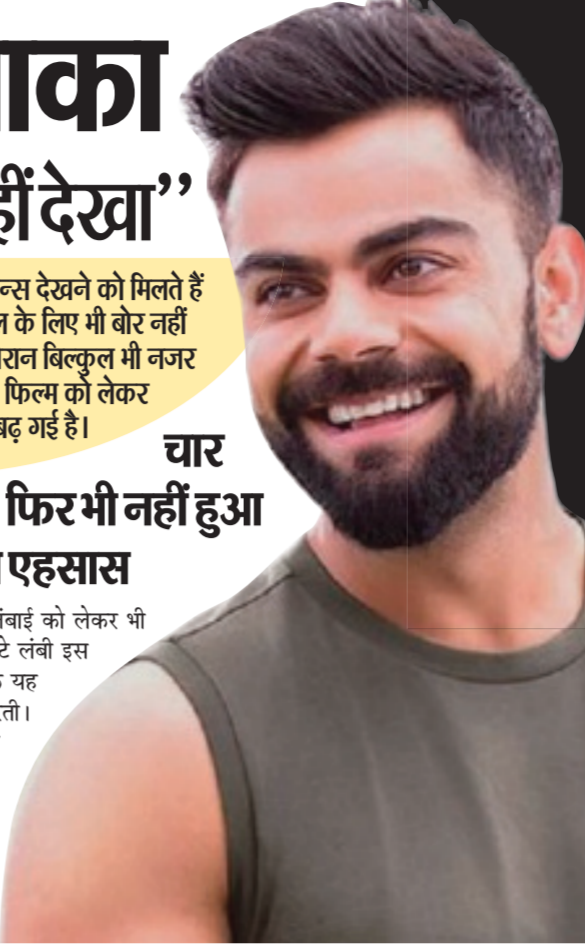 ाका
देखा”
देखने को मिलते हैं
के लिए भी बोर नहीं
बिल्कुल भी नजर
फिल्म को लेकर
बढ़ गई है।
चार
फिर भी नहीं हुआ
एहसास
को लेकर भी
लंबी इस
यह